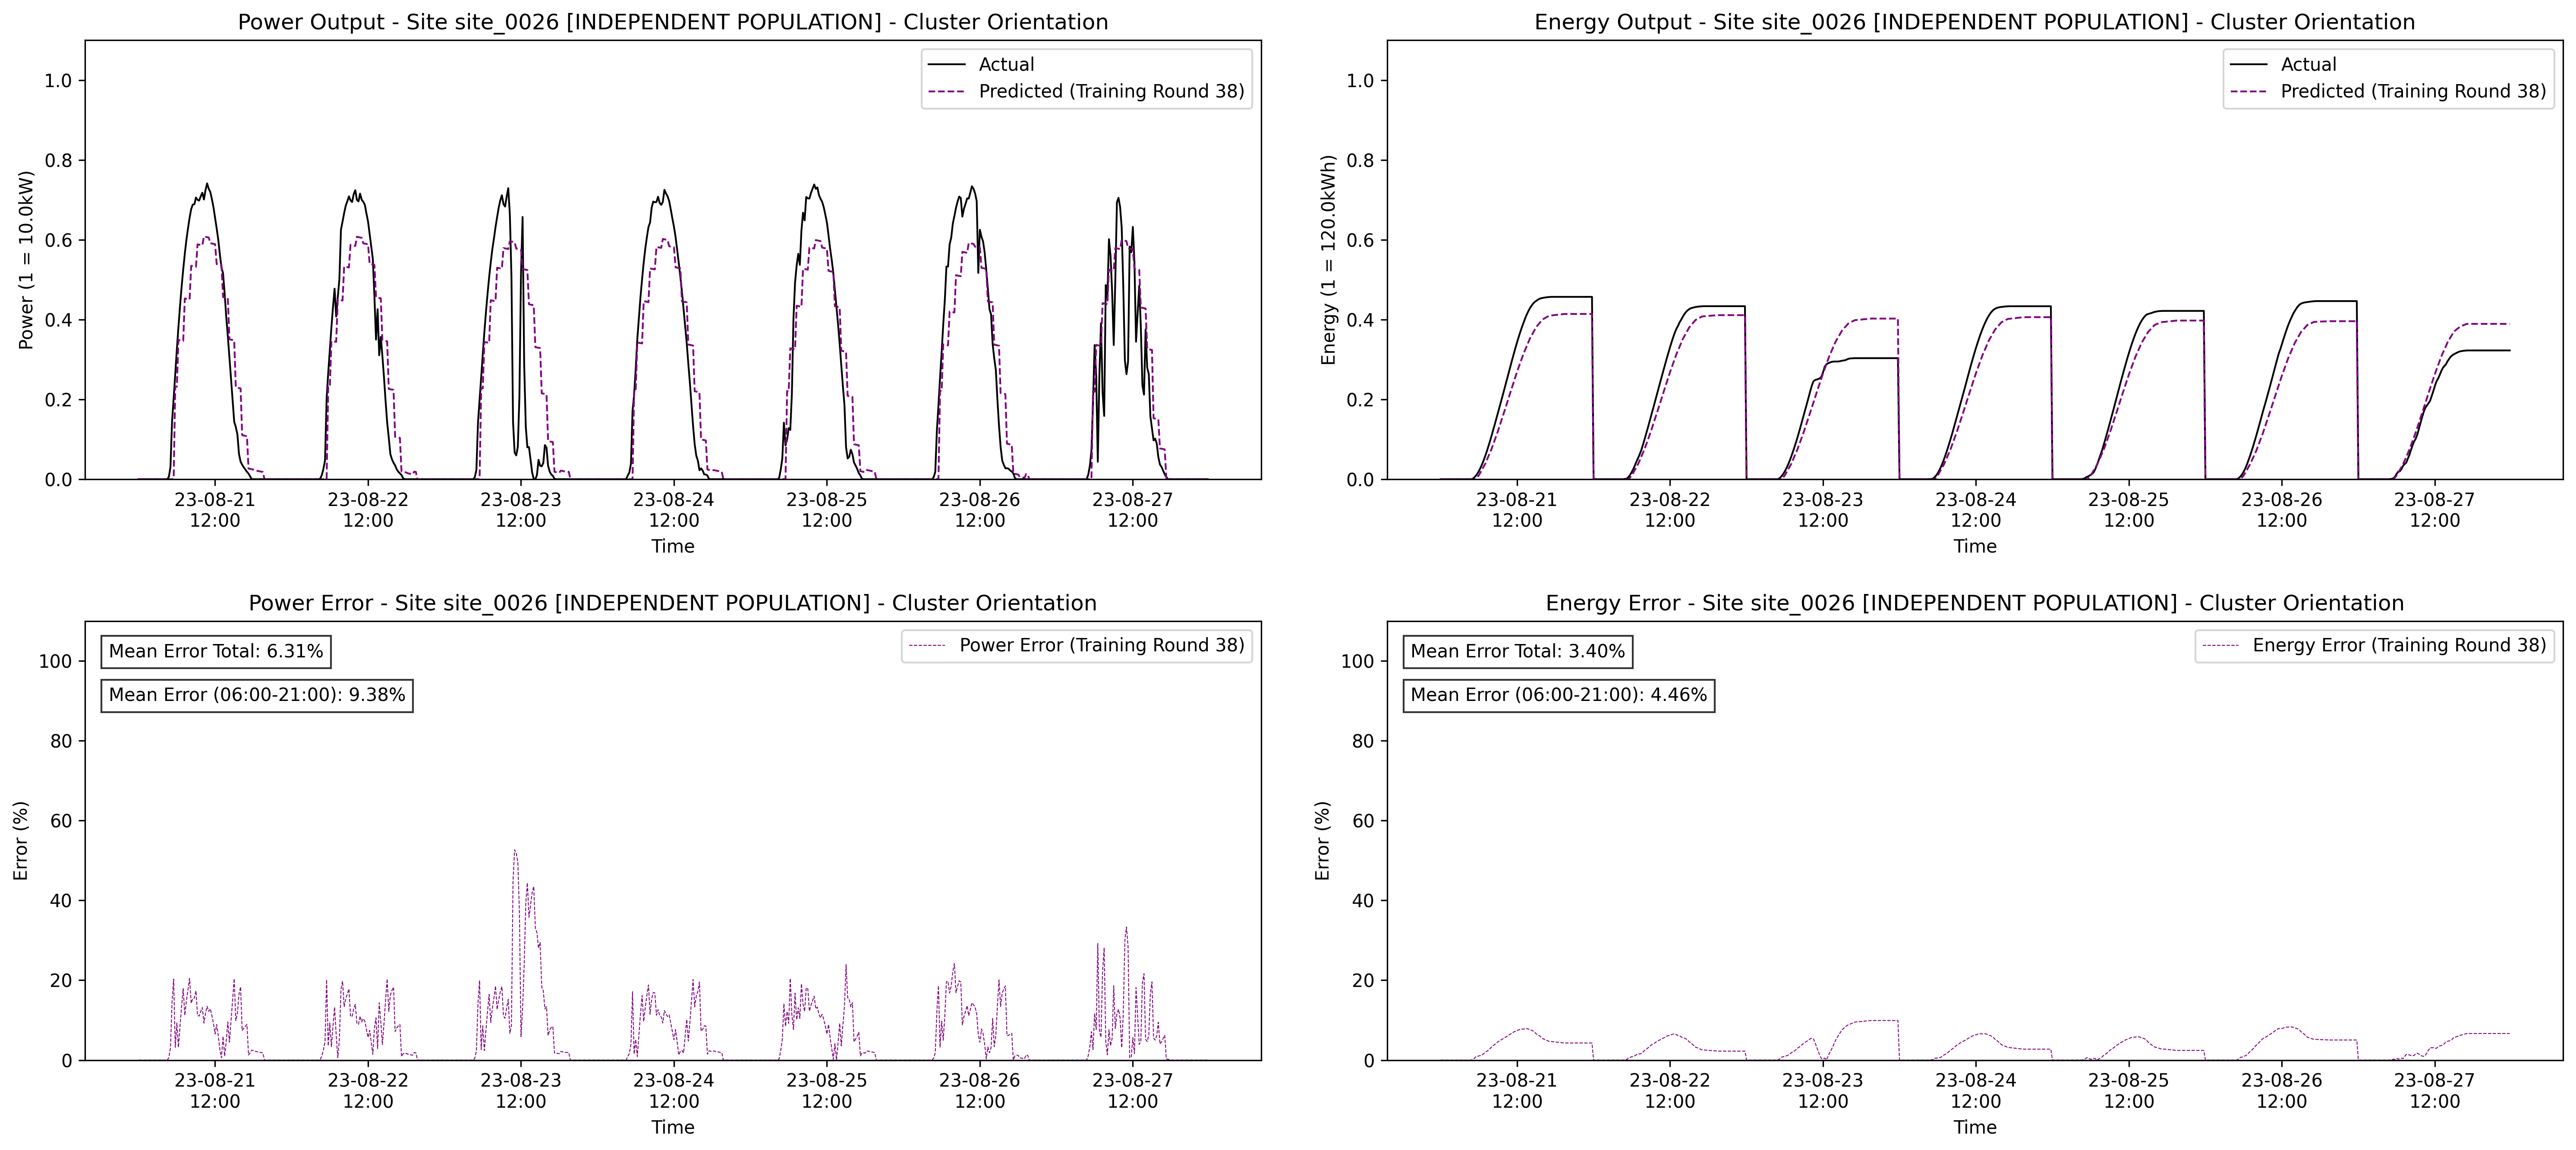 Power Output - Site site_0026 [INDEPENDENT POPULATION] - Cluster Orientation
Actual
Predicted (Training Round 38)
Power (1 = 10.0kW)
1.0
0.8
0.6
0.4
0.2
0.0
23-08-21 23-08-22 23-08-23 23-08-24 23-08-25 23-08-26 23-08-27
12:00 12:00 12:00 12:00 12:00 12:00 12:00
Time
Energy Output - Site site_0026 [INDEPENDENT POPULATION] - Cluster Orientation
Actual
Predicted (Training Round 38)
Energy (1 = 120.0kWh)
1.0
0.8
0.6
0.4
0.2
0.0
23-08-21 23-08-22 23-08-23 23-08-24 23-08-25 23-08-26 23-08-27
12:00 12:00 12:00 12:00 12:00 12:00 12:00
Time
Power Error - Site site_0026 [INDEPENDENT POPULATION] - Cluster Orientation
Mean Error Total: 6.31%
Mean Error (06:00-21:00): 9.38%
Power Error (Training Round 38)
Error (%)
100
80
60
40
20
0
23-08-21 23-08-22 23-08-23 23-08-24 23-08-25 23-08-26 23-08-27
12:00 12:00 12:00 12:00 12:00 12:00 12:00
Time
Energy Error - Site site_0026 [INDEPENDENT POPULATION] - Cluster Orientation
Mean Error Total: 3.40%
Mean Error (06:00-21:00): 4.46%
Energy Error (Training Round 38)
Error (%)
100
80
60
40
20
0
23-08-21 23-08-22 23-08-23 23-08-24 23-08-25 23-08-26 23-08-27
12:00 12:00 12:00 12:00 12:00 12:00 12:00
Time